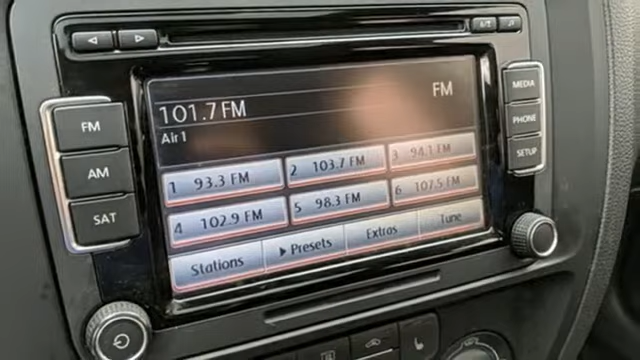 SAT
FM
AM
SAT
MEDIA
PHONE
SETUP
101.7 FM
FM
Air1
1 93.3 FM
2 103.7 FM
3 94.1 FM
4 102.9 FM
5 98.3 FM
6 107.5 FM
Stations
Presets
Extras
Tune